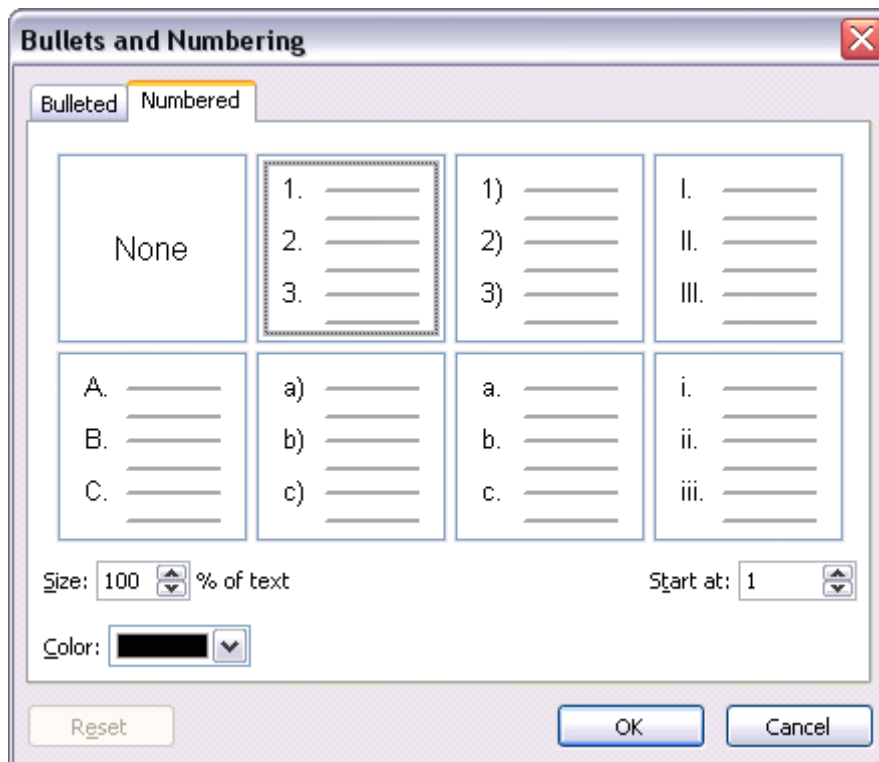 Bullets and Numbering
Bulleted Numbered
None
1.
2.
3.
1)
2)
3)
I.
II.
III.
A.
B.
C.
a)
b)
c)
a.
b.
c.
i.
ii.
iii.
Size: 100 % of text Start at: 1
Color:
Reset OK Cancel